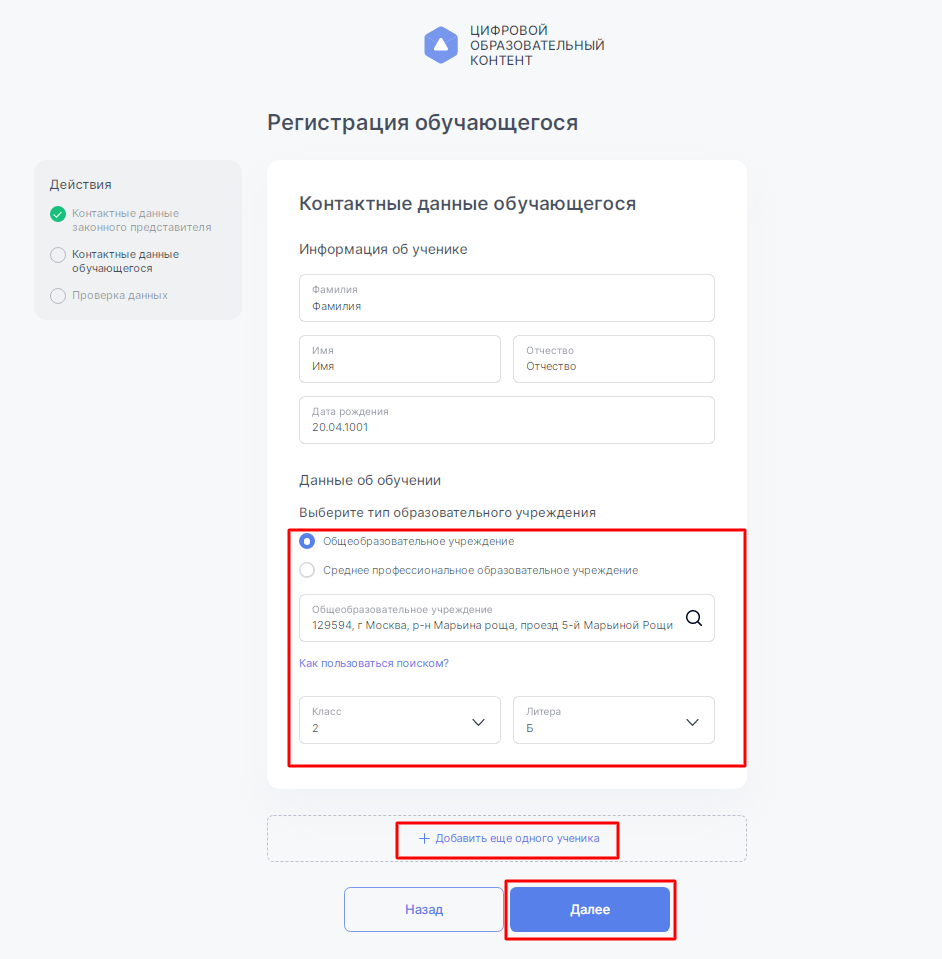 ЦИФРОВОЙ
ОБРАЗОВАТЕЛЬНЫЙ
КОНТЕНТ
Регистрация обучающегося
Действия
Контактные данные
законного представителя
Контактные данные
обучающегося
Проверка данных
Контактные данные обучающегося
Информация об ученике
Фамилия
Фамилия
Имя
Имя
Отчество
Отчество
Дата рождения
20.04.1001
Данные об обучении
Выберите тип образовательного учреждения
Общеобразовательное учреждение
Среднее профессиональное образовательное учреждение
Общеобразовательное учреждение
129594, г Москва, р-н Марьина роща, проезд 5-й Марьиной Рощи
Как пользоваться поиском?
Класс
2
Литера
Б
Добавить еще одного ученика
Назад
Далее